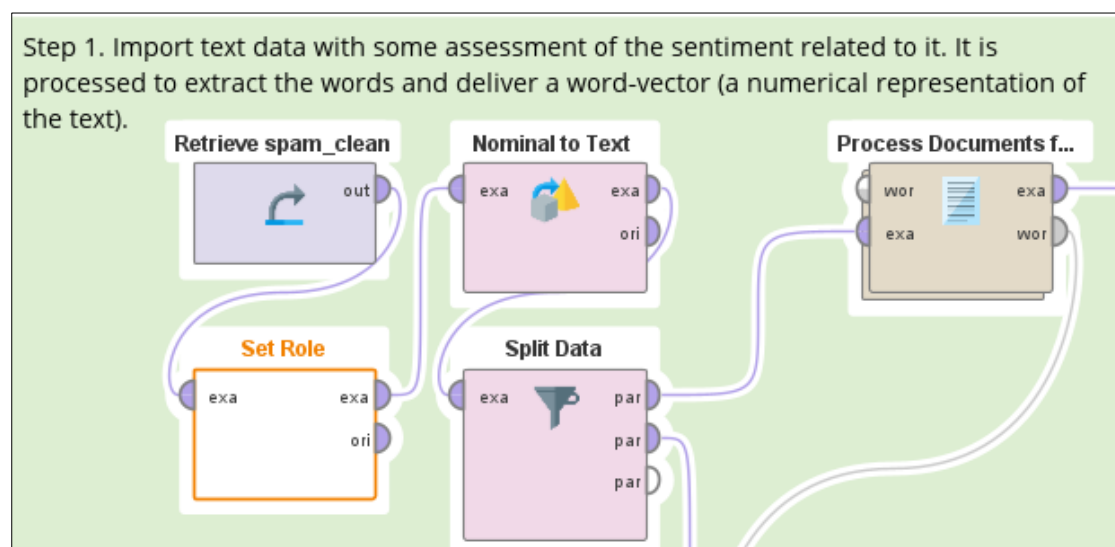 Step 1. Import text data with some assessment of the sentiment related to it. It is
processed to extract the words and deliver a word-vector (a numerical representation of
the text).
Retrieve spam_clean
out
Nominal to Text
exa
exa
ori
Process Documents f...
wor
exa
exa
wor
Set Role
exa
exa
ori
Split Data
exa
par
par
par